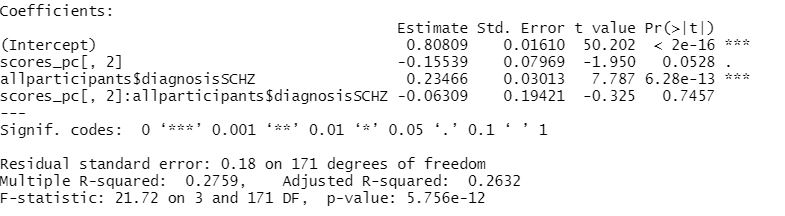 Coefficients:
Estimate Std. Error t value Pr(>|t|)
(Intercept) 0.80809 0.01610 50.202 < 2e-16 ***
scores_pc[, 2] -0.15539 0.07969 -1.950 0.0528 .
allparticipants$diagnosisSCHZ 0.23466 0.03013 7.787 6.28e-13 ***
scores_pc[, 2]:allparticipants$diagnosisSCHZ -0.06309 0.19421 -0.325 0.7457
---
Signif. codes: 0 ‘***’ 0.001 ‘**’ 0.01 ‘*’ 0.05 ‘.’ 0.1 ‘ ’ 1
Residual standard error: 0.18 on 171 degrees of freedom
Multiple R-squared: 0.2759, Adjusted R-squared: 0.2632
F-statistic: 21.72 on 3 and 171 DF, p-value: 5.756e-12